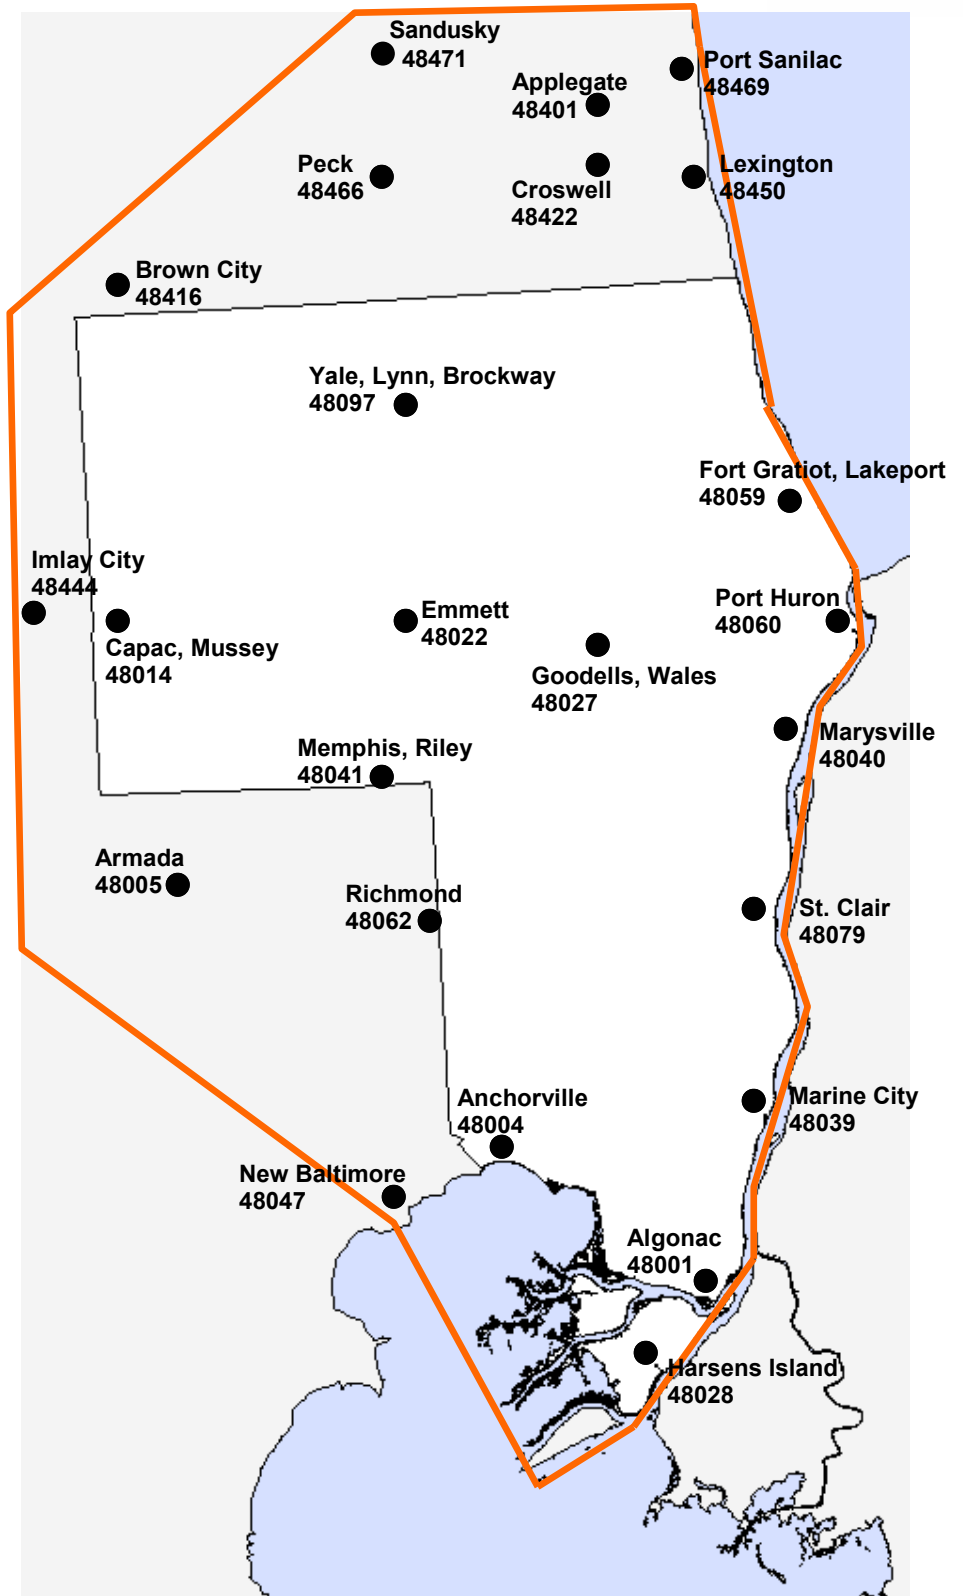 Sandusky
48471
Port Sanilac
48469
Applegate
48401
Peck
48466
Croswell
48422
Lexington
48450
Brown City
48416
Yale, Lynn, Brockway
48097
Fort Gratiot, Lakeport
48059
Imlay City
48444
Capac, Mussey
48014
Emmett
48022
Port Huron
48060
Goodells, Wales
48027
Marysville
48040
Memphis, Riley
48041
Armada
48005
Richmond
48062
St. Clair
48079
Anchorville
48004
Marine City
48039
New Baltimore
48047
Algonac
48001
Harsens Island
48028